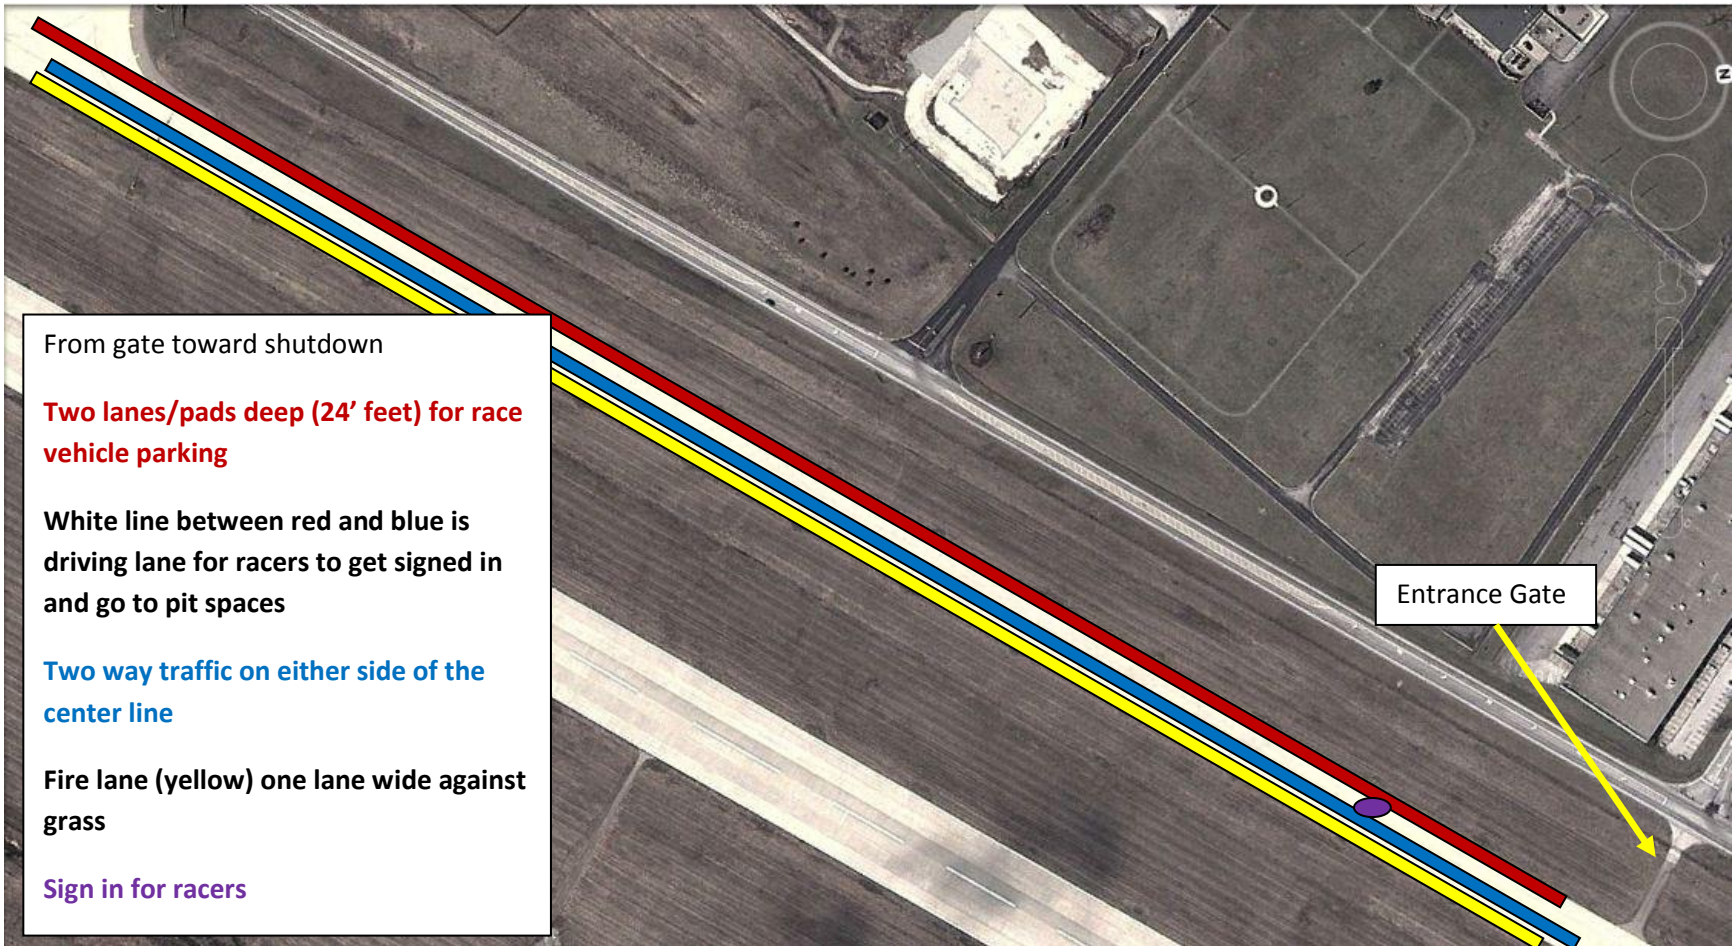 From gate toward shutdown
Two lanes/pads deep (24’ feet) for race
vehicle parking
White line between red and blue is
driving lane for racers to get signed in
and go to pit spaces
Two way traffic on either side of the
center line
Fire lane (yellow) one lane wide against
grass
Sign in for racers
Entrance Gate
N